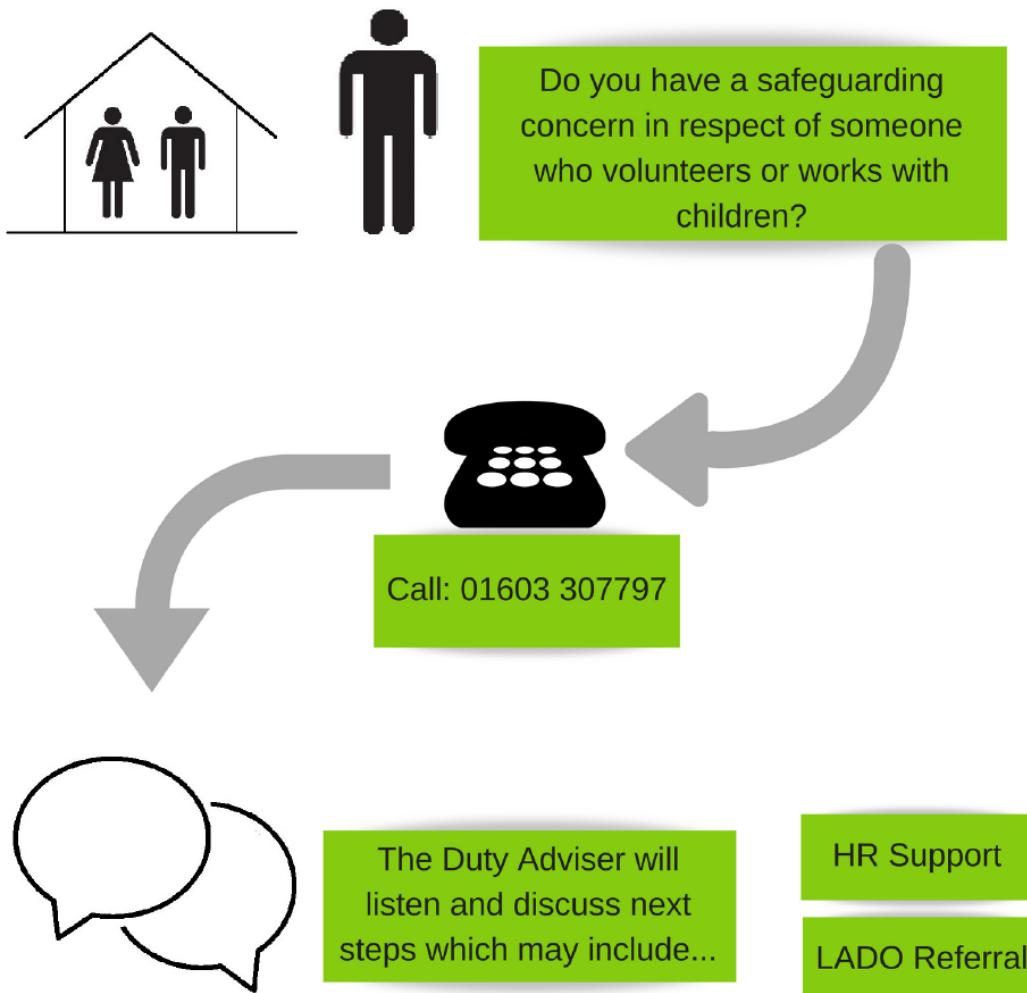 Do you have a safeguarding
concern in respect of someone
who volunteers or works with
children?
Call: 01603 307797
The Duty Adviser will
listen and discuss next
steps which may include...
HR Support
LADO Referral